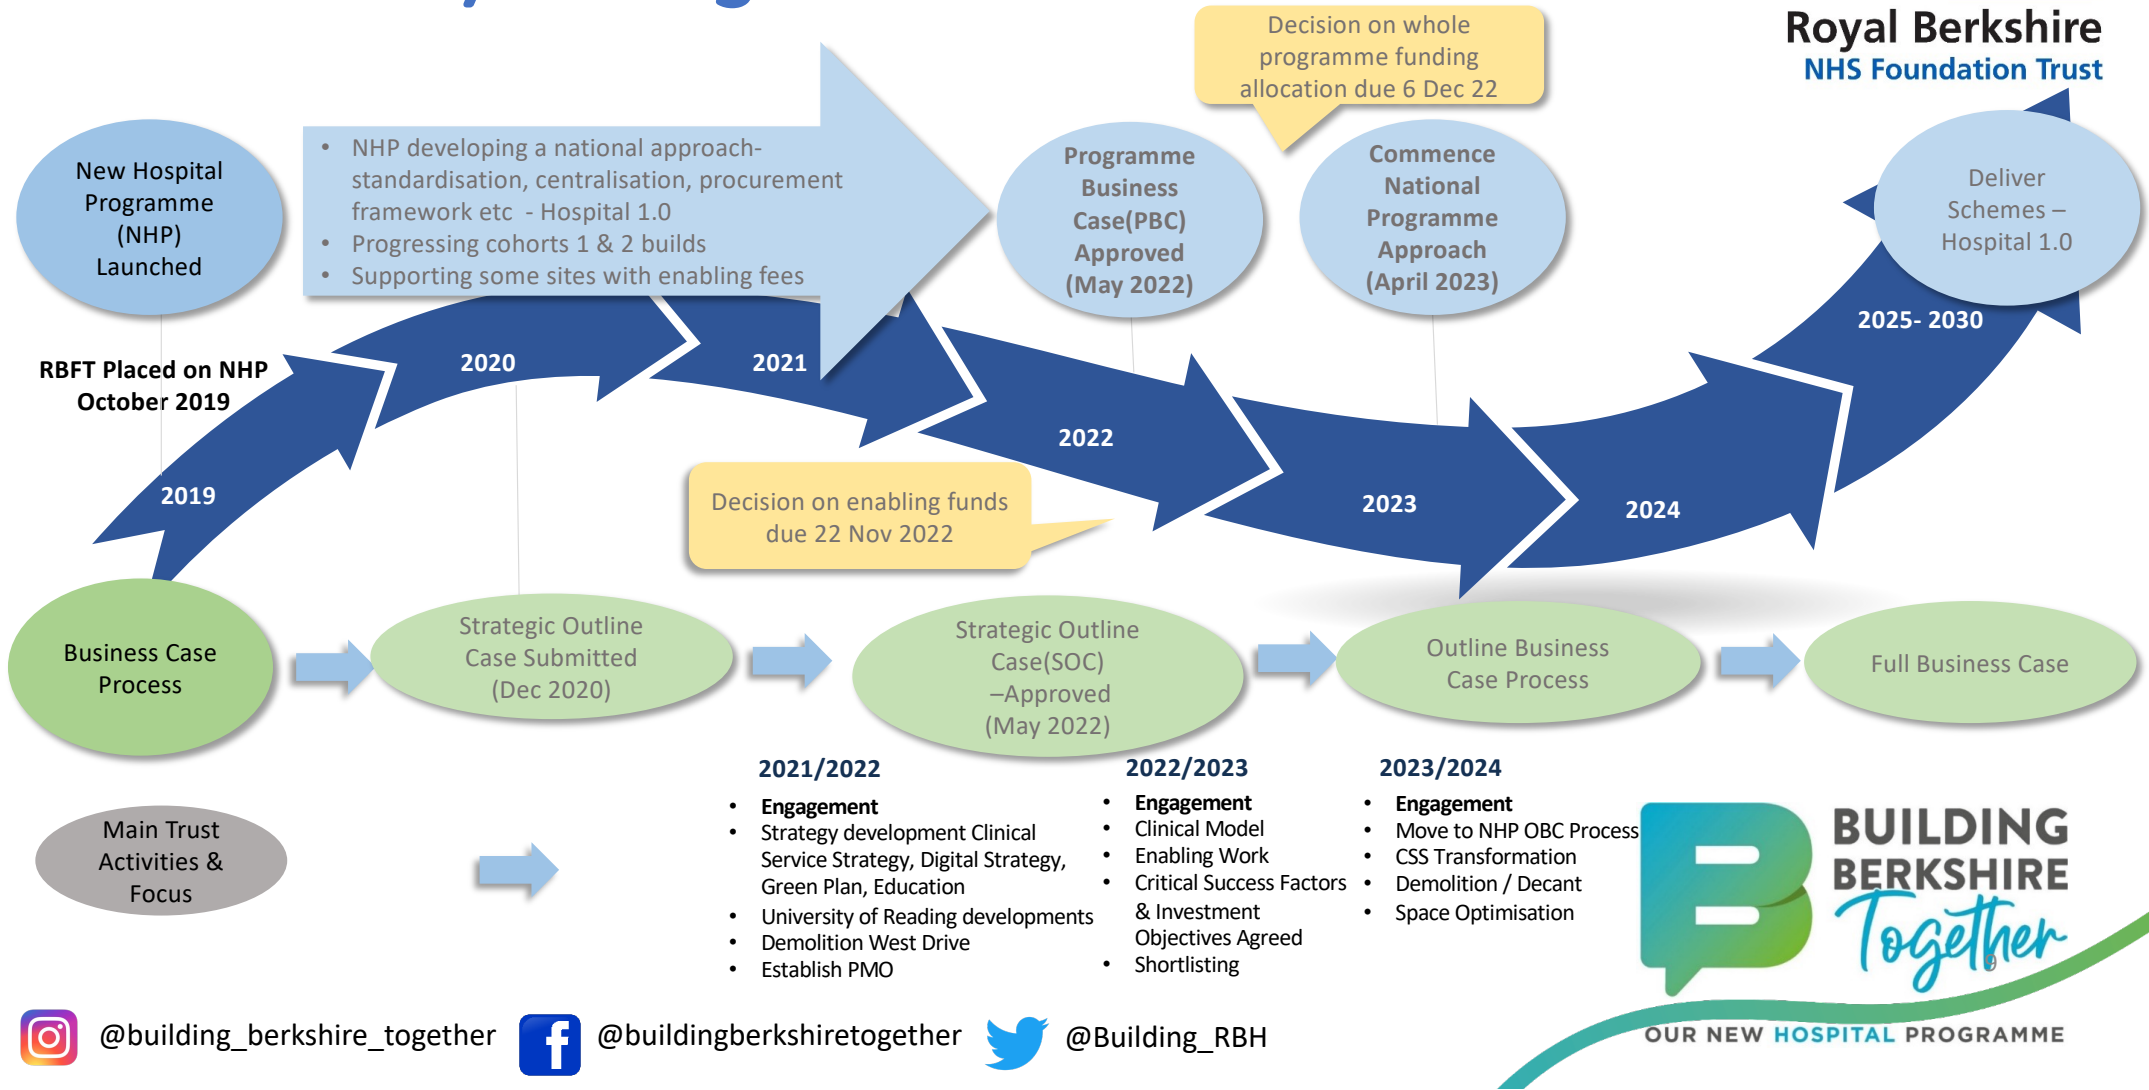 Royal Berkshire
NHS Foundation Trust
Decision on whole
programme funding
allocation due 6 Dec 22
New Hospital
Programme
(NHP)
Launched
• NHP developing a national approach-
standardisation, centralisation, procurement
framework etc - Hospital 1.0
• Progressing cohorts 1 & 2 builds
• Supporting some sites with enabling fees
Programme
Business
Case(PBC)
Approved
(May 2022)
Commence
National
Programme
Approach
(April 2023)
Deliver
Schemes –
Hospital 1.0
RBFT Placed on NHP
October 2019
2019
2020
2021
2022
2023
2024
2025- 2030
Decision on enabling funds
due 22 Nov 2022
Business Case
Process
Strategic Outline
Case Submitted
(Dec 2020)
Strategic Outline
Case(SOC)
–Approved
(May 2022)
Outline Business
Case Process
Full Business Case
Main Trust
Activities &
Focus
2021/2022
• Engagement
• Strategy development Clinical
Service Strategy, Digital Strategy,
Green Plan, Education
• University of Reading developments
• Demolition West Drive
• Establish PMO
2022/2023
• Engagement
• Clinical Model
• Enabling Work
• Critical Success Factors
& Investment
Objectives Agreed
• Shortlisting
2023/2024
• Engagement
• Move to NHP OBC Process
• CSS Transformation
• Demolition / Decant
• Space Optimisation
B
BUILDING
BERKSHIRE
Together
9
OUR NEW HOSPITAL PROGRAMME
@building_berkshire_together
@buildingberkshiretogether
@Building_RBH